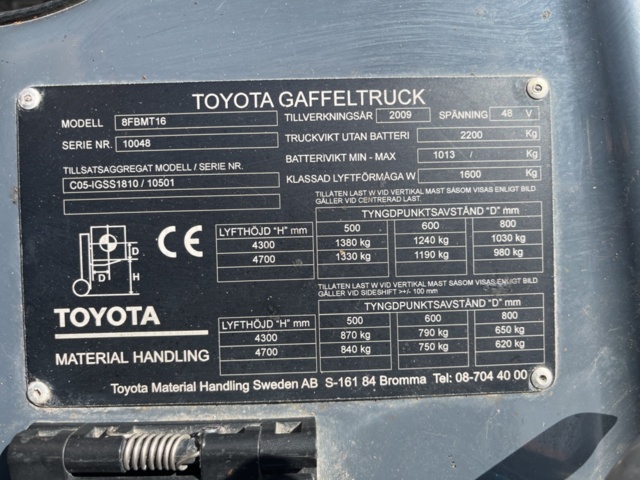 TOYOTA GAFFELTRUCK
MODELL 8FBMT16 TILLVERKNINGSÅR 2009 SPÄNNING 48 V
SERIE NR. 10048 TRUCKVIKT UTAN BATTERI 2200 Kg
BATTERIVIKT MIN - MAX 1013 / Kg
TILLSATSAGGREGAT MODELL / SERIE NR. KLASSAD LYFTFÖRMÅGA W 1600 Kg
C05-IGSS1810 / 10501
TILLÅTEN LAST W VID VERTIKAL MAST SÅSOM VISAS ENLIGT BILD
GÄLLER VID CENTRERAD LAST.
TYNGDPUNKTSAVSTÅND "D" mm
LYFTHÖJD "H" mm 500 600 800
4300 1380 kg 1240 kg 1030 kg
4700 1330 kg 1190 kg 980 kg
CE
D
D H
TILLÅTEN LAST W VID VERTIKAL MAST SÅSOM VISAS ENLIGT BILD
GÄLLER VID SIDESHIFT >+/- 100 mm
TYNGDPUNKTSAVSTÅND "D" mm
LYFTHÖJD "H" mm 500 600 800
4300 870 kg 790 kg 650 kg
4700 840 kg 750 kg 620 kg
TOYOTA
MATERIAL HANDLING
Toyota Material Handling Sweden AB S-161 84 Bromma Tel: 08-704 40 00